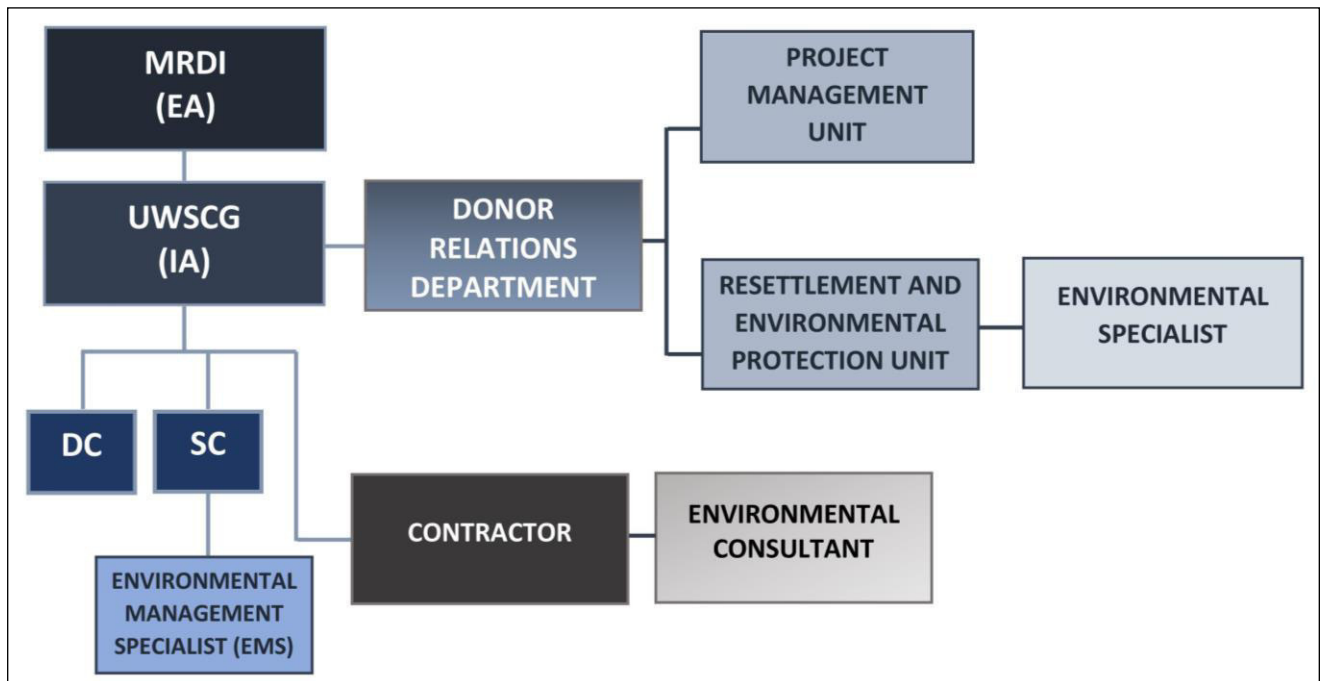 MRDI
(EA)
PROJECT
MANAGEMENT
UNIT
UWSCG
(IA)
DONOR
RELATIONS
DEPARTMENT
RESETTLEMENT AND
ENVIRONMENTAL
PROTECTION UNIT
ENVIRONMENTAL
SPECIALIST
DC
SC
CONTRACTOR
ENVIRONMENTAL
CONSULTANT
ENVIRONMENTAL
MANAGEMENT
SPECIALIST (EMS)